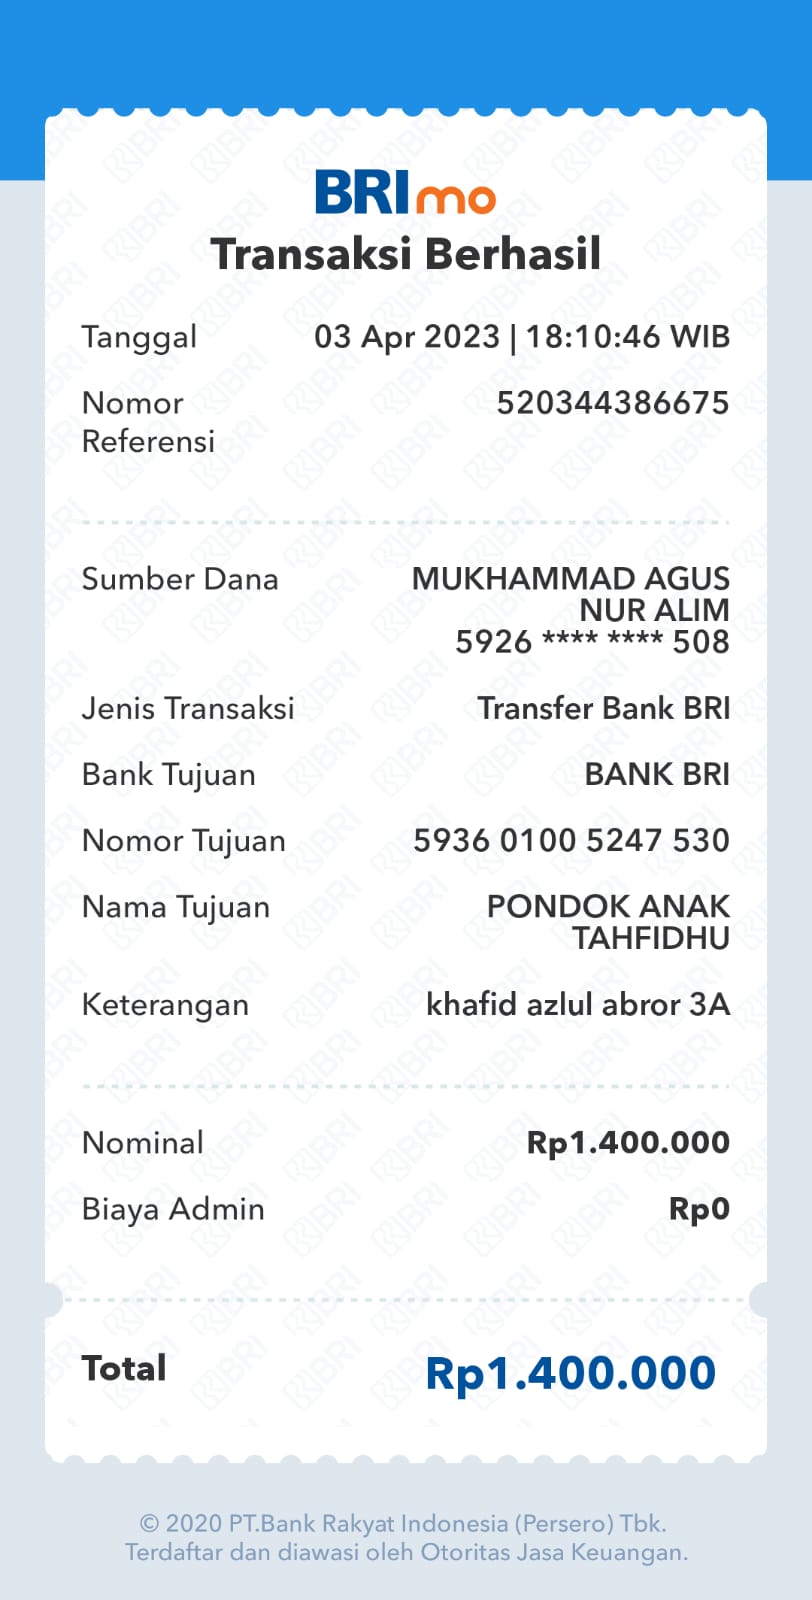 BRImo
Transaksi Berhasil
Tanggal 03 Apr 2023 | 18:10:46 WIB
Nomor 520344386675
Referensi
Sumber Dana MUKHAMMAD AGUS
NUR ALIM
5926 **** **** 508
Jenis Transaksi Transfer Bank BRI
Bank Tujuan BANK BRI
Nomor Tujuan 5936 0100 5247 530
Nama Tujuan PONDOK ANAK
TAHFIDHU
Keterangan khafid azlul abror 3A
Nominal Rp1.400.000
Biaya Admin Rp0
Total Rp1.400.000
© 2020 PT.Bank Rakyat Indonesia (Persero) Tbk.
Terdaftar dan diawasi oleh Otoritas Jasa Keuangan.